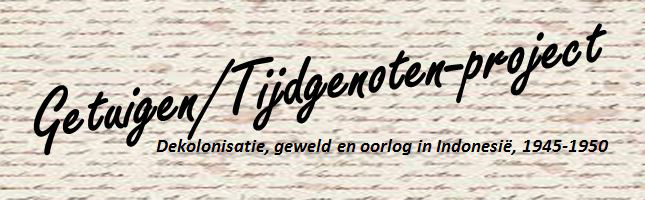 Getuigen/Tijdgenoten-project
Dekolonisatie, geweld en oorlog in Indonesië, 1945-1950